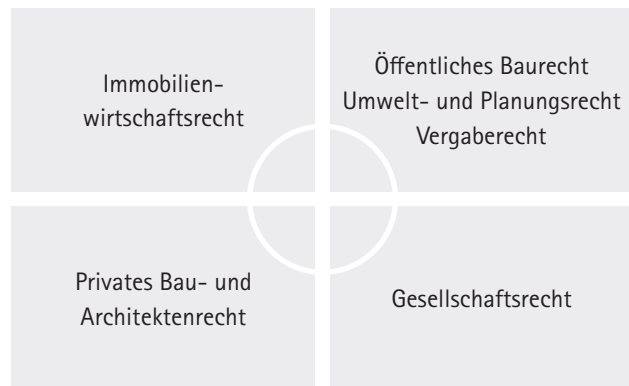 Immobilien-
wirtschaftsrecht
Öffentliches Baurecht
Umwelt- und Planungsrecht
Vergaberecht
Privates Bau- und
Architektenrecht
Gesellschaftsrecht